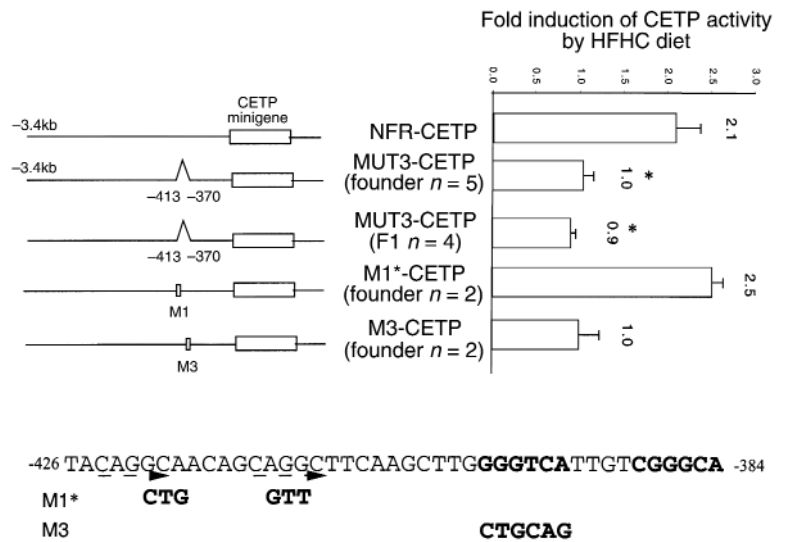 Fold induction of CETP activity
by HFHC diet
0.0 0.5 1.0 1.5 2.0 2.5 3.0
CETP
minigene
−3.4kb
NFR-CETP
2.1
−3.4kb
−413 −370
MUT3-CETP
(founder n = 5)
1.0 *
−413 −370
MUT3-CETP
(F1 n = 4)
0.9 *
M1
M1*-CETP
(founder n = 2)
2.5
M3
M3-CETP
(founder n = 2)
1.0
-426 TACAGGCAACAGCAGGCTTCAAGCTTGGGGTCATTGTCGGGCA -384
M1* CTG GTT
M3 CTGCAG